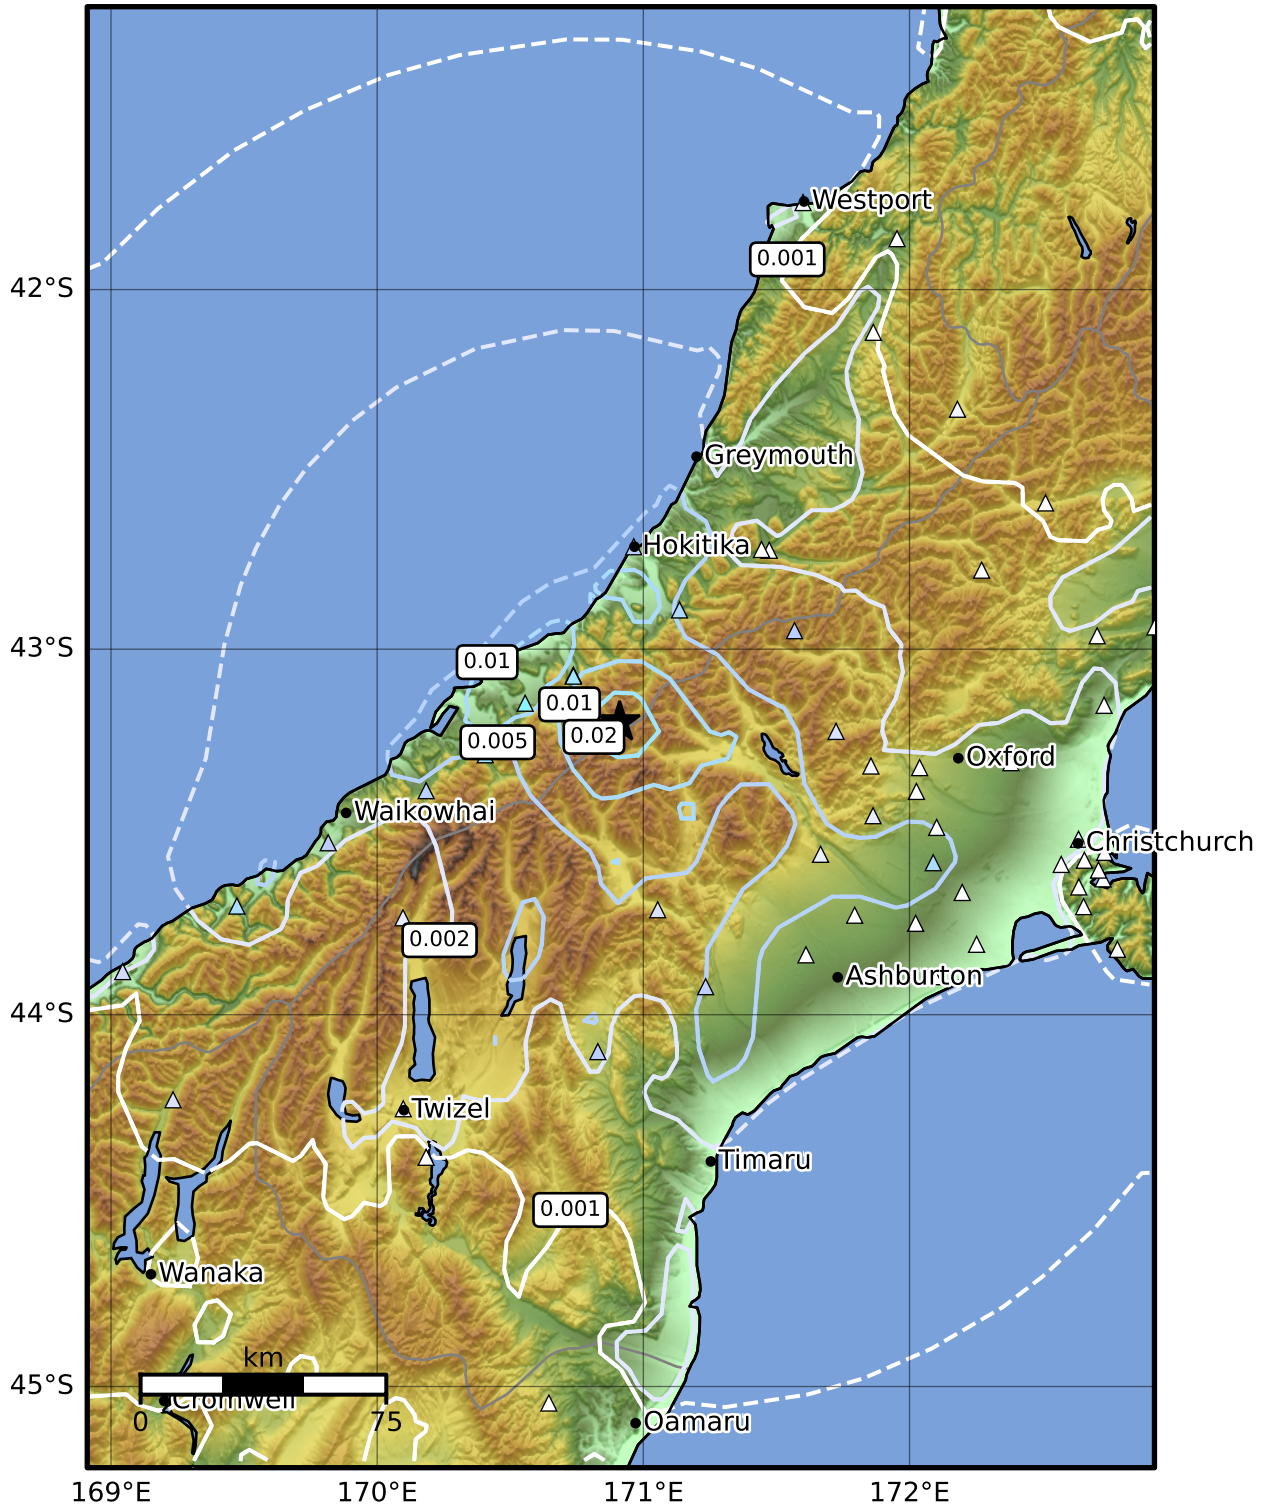 Westport
0.001
42°S
Greymouth
Hokitika
43°S
0.01
0.01
0.02
0.005
Oxford
Waikowhai
Christchurch
0.002
Ashburton
44°S
Twizel
Timaru
0.001
Wanaka
km
45°S
Cromwell
0
75
Oamaru
169°E
170°E
171°E
172°E